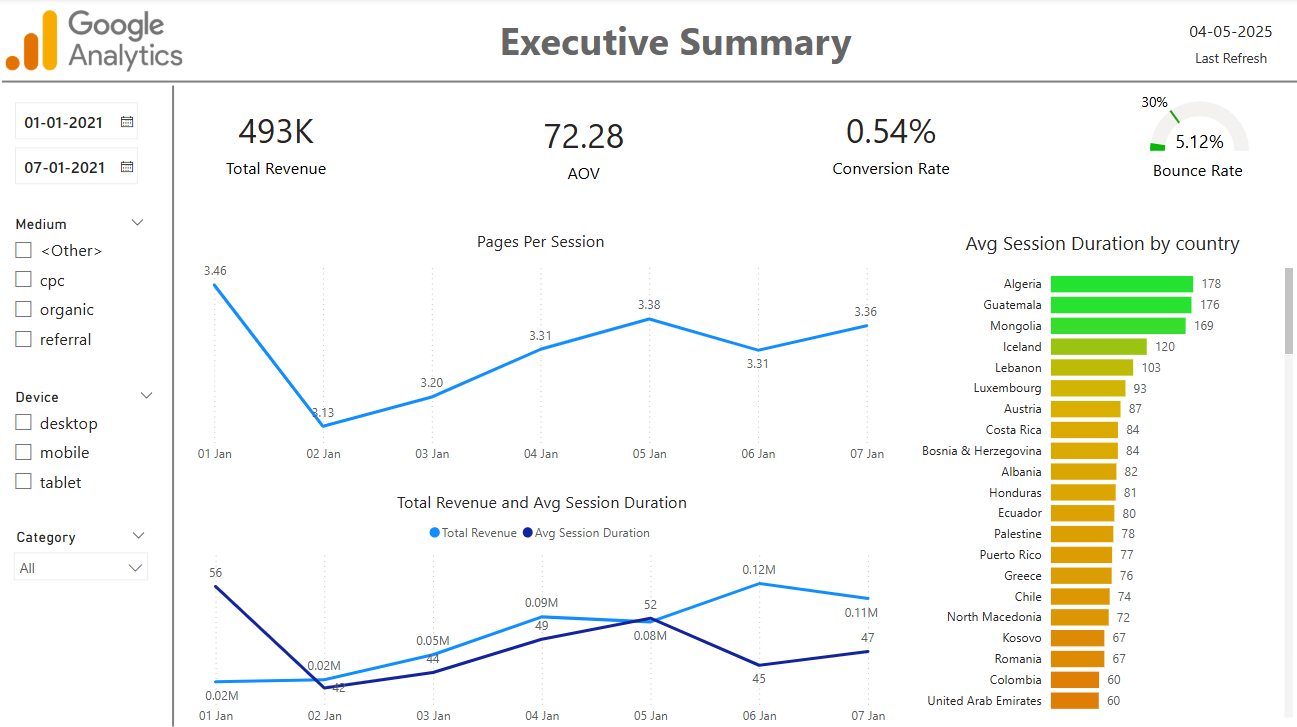 Google
Analytics
Executive Summary
04-05-2025
Last Refresh
01-01-2021
07-01-2021
Medium
<Other>
cpc
organic
referral
Device
desktop
mobile
tablet
Category
All
493K
Total Revenue
72.28
AOV
0.54%
Conversion Rate
30%
5.12%
Bounce Rate
Pages Per Session
3.46
3.13
3.20
3.31
3.38
3.31
3.36
01 Jan
02 Jan
03 Jan
04 Jan
05 Jan
06 Jan
07 Jan
Total Revenue and Avg Session Duration
Total Revenue
Avg Session Duration
56
0.02M
0.02M
42
0.05M
44
0.09M
49
52
0.08M
0.12M
45
0.11M
47
01 Jan
02 Jan
03 Jan
04 Jan
05 Jan
06 Jan
07 Jan
Avg Session Duration by country
Algeria 178
Guatemala 176
Mongolia 169
Iceland 120
Lebanon 103
Luxembourg 93
Austria 87
Costa Rica 84
Bosnia & Herzegovina 84
Albania 82
Honduras 81
Ecuador 80
Palestine 78
Puerto Rico 77
Greece 76
Chile 74
North Macedonia 72
Kosovo 67
Romania 67
Colombia 60
United Arab Emirates 60